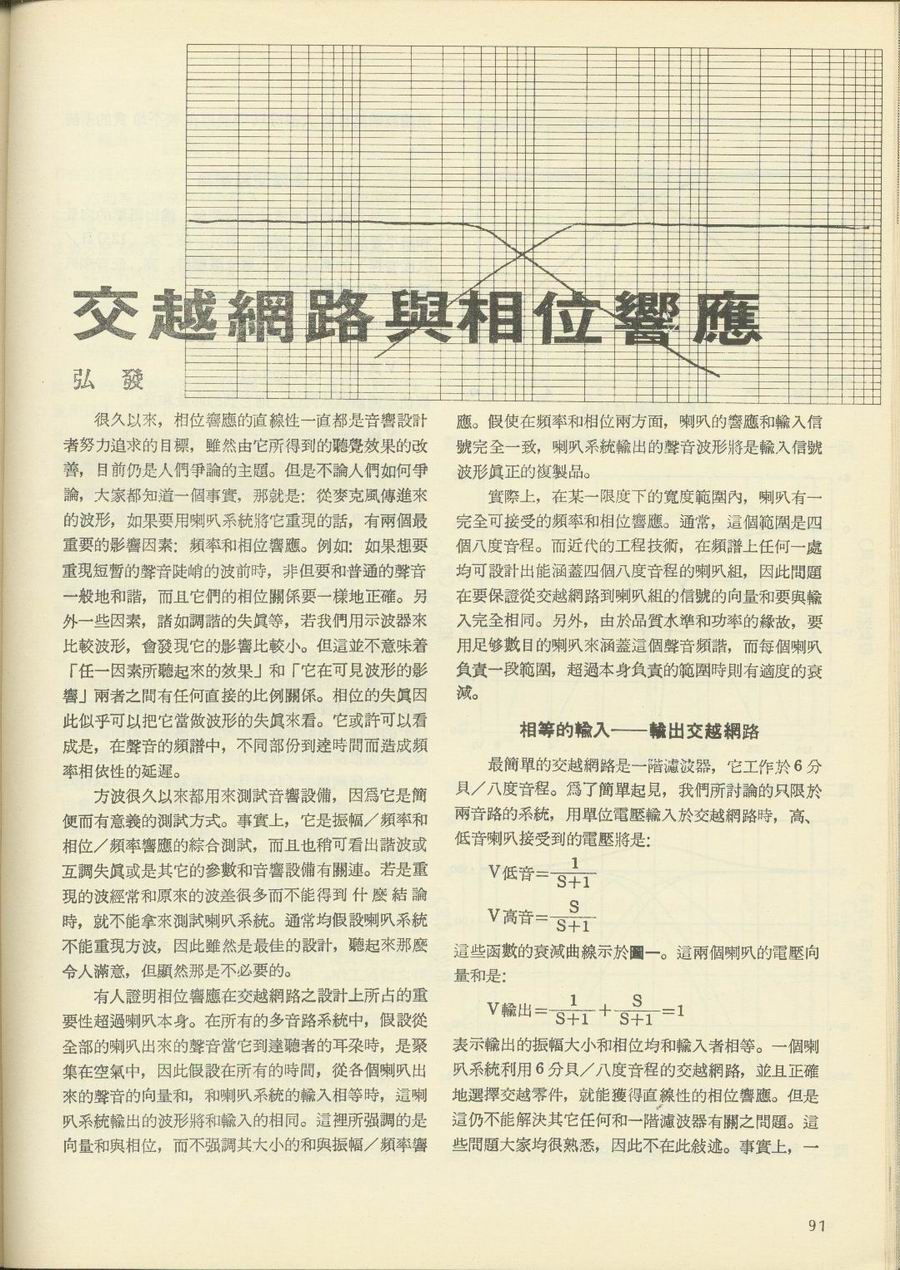 交越網路與相位響應
弘 發
很久以來，相位響應的直線性一直都是音響設計
者努力追求的目標，雖然由它所得到的聽覺效果的改
善，目前仍是人們爭論的主題。但是不論人們如何爭
論，大家都知道一個事實，那就是：從麥克風傳進來
的波形，如果要用喇叭系統將它重現的話，有兩個最
重要的影響因素：頻率和相位響應。例如：如果想要
重現短暫的聲音陡峭的波前時，非但要和普通的聲音
一般地和諧，而且它們的相位關係要一樣地正確。另
外一些因素，諸如調諧的失眞等，若我們用示波器來
比較波形，會發現它的影響比較小。但這並不意味着
「任一因素所聽起來的效果」和「它在可見波形的影
響」兩者之間有任何直接的比例關係。相位的失眞因
此似乎可以把它當做波形的失眞來看。它或許可以看
成是，在聲音的頻譜中，不同部份到達時間而造成頻
率相依性的延遲。
方波很久以來都用來測試音響設備，因爲它是簡
便而有意義的測試方式。事實上，它是振幅／頻率和
相位／頻率響應的綜合測試，而且也稍可看出諧波或
互調失眞或是其它的參數和音響設備有關連。若是重
現的波經常和原來的波差很多而不能得到什麼結論
時，就不能拿來測試喇叭系統。通常均假設喇叭系統
不能重現方波，因此雖然是最佳的設計，聽起來那麼
令人滿意，但顯然那是不必要的。
有人證明相位響應在交越網路之設計上所占的重
要性超過喇叭本身。在所有的多音路系統中，假設從
全部的喇叭出來的聲音當它到達聽者的耳朶時，是聚
集在空氣中，因此假設在所有的時間，從各個喇叭出
來的聲音的向量和，和喇叭系統的輸入相等時，這喇
叭系統輸出的波形將和輸入的相同。這裡所强調的是
向量和與相位，而不强調其大小的和與振幅／頻率響
應。假使在頻率和相位兩方面，喇叭的響應和輸入信
號完全一致，喇叭系統輸出的聲音波形將是輸入信號
波形眞正的複製品。
實際上，在某一限度下的寬度範圍內，喇叭有一
完全可接受的頻率和相位響應。通常，這個範圍是四
個八度音程。而近代的工程技術，在頻譜上任何一處
均可設計出能涵蓋四個八度音程的喇叭組，因此問題
在要保證從交越網路到喇叭組的信號的向量和要與輸
入完全相同。另外，由於品質水準和功率的緣故，要
用足够數目的喇叭來涵蓋這個聲音頻譜，而每個喇叭
負責一段範圍，超過本身負責的範圍時則有適度的衰
減。
相等的輸入——輸出交越網路
最簡單的交越網路是一階濾波器，它工作於6分
貝／八度音程。爲了簡單起見，我們所討論的只限於
兩音路的系統，用單位電壓輸入於交越網路時，高、
低音喇叭接受到的電壓將是：
V低音=1/(S+1)
V高音=S/(S+1)
這些函數的衰減曲線示於圖一。這兩個喇叭的電壓向
量和是：
V輸出=1/(S+1)+S/(S+1)=1
表示輸出的振幅大小和相位均和輸入者相等。一個喇
叭系統利用6分貝／八度音程的交越網路，並且正確
地選擇交越零件，就能獲得直線性的相位響應。但是
這仍不能解決其它任何和一階濾波器有關之問題。這
些問題大家均很熟悉，因此不在此敍述。事實上，一
91